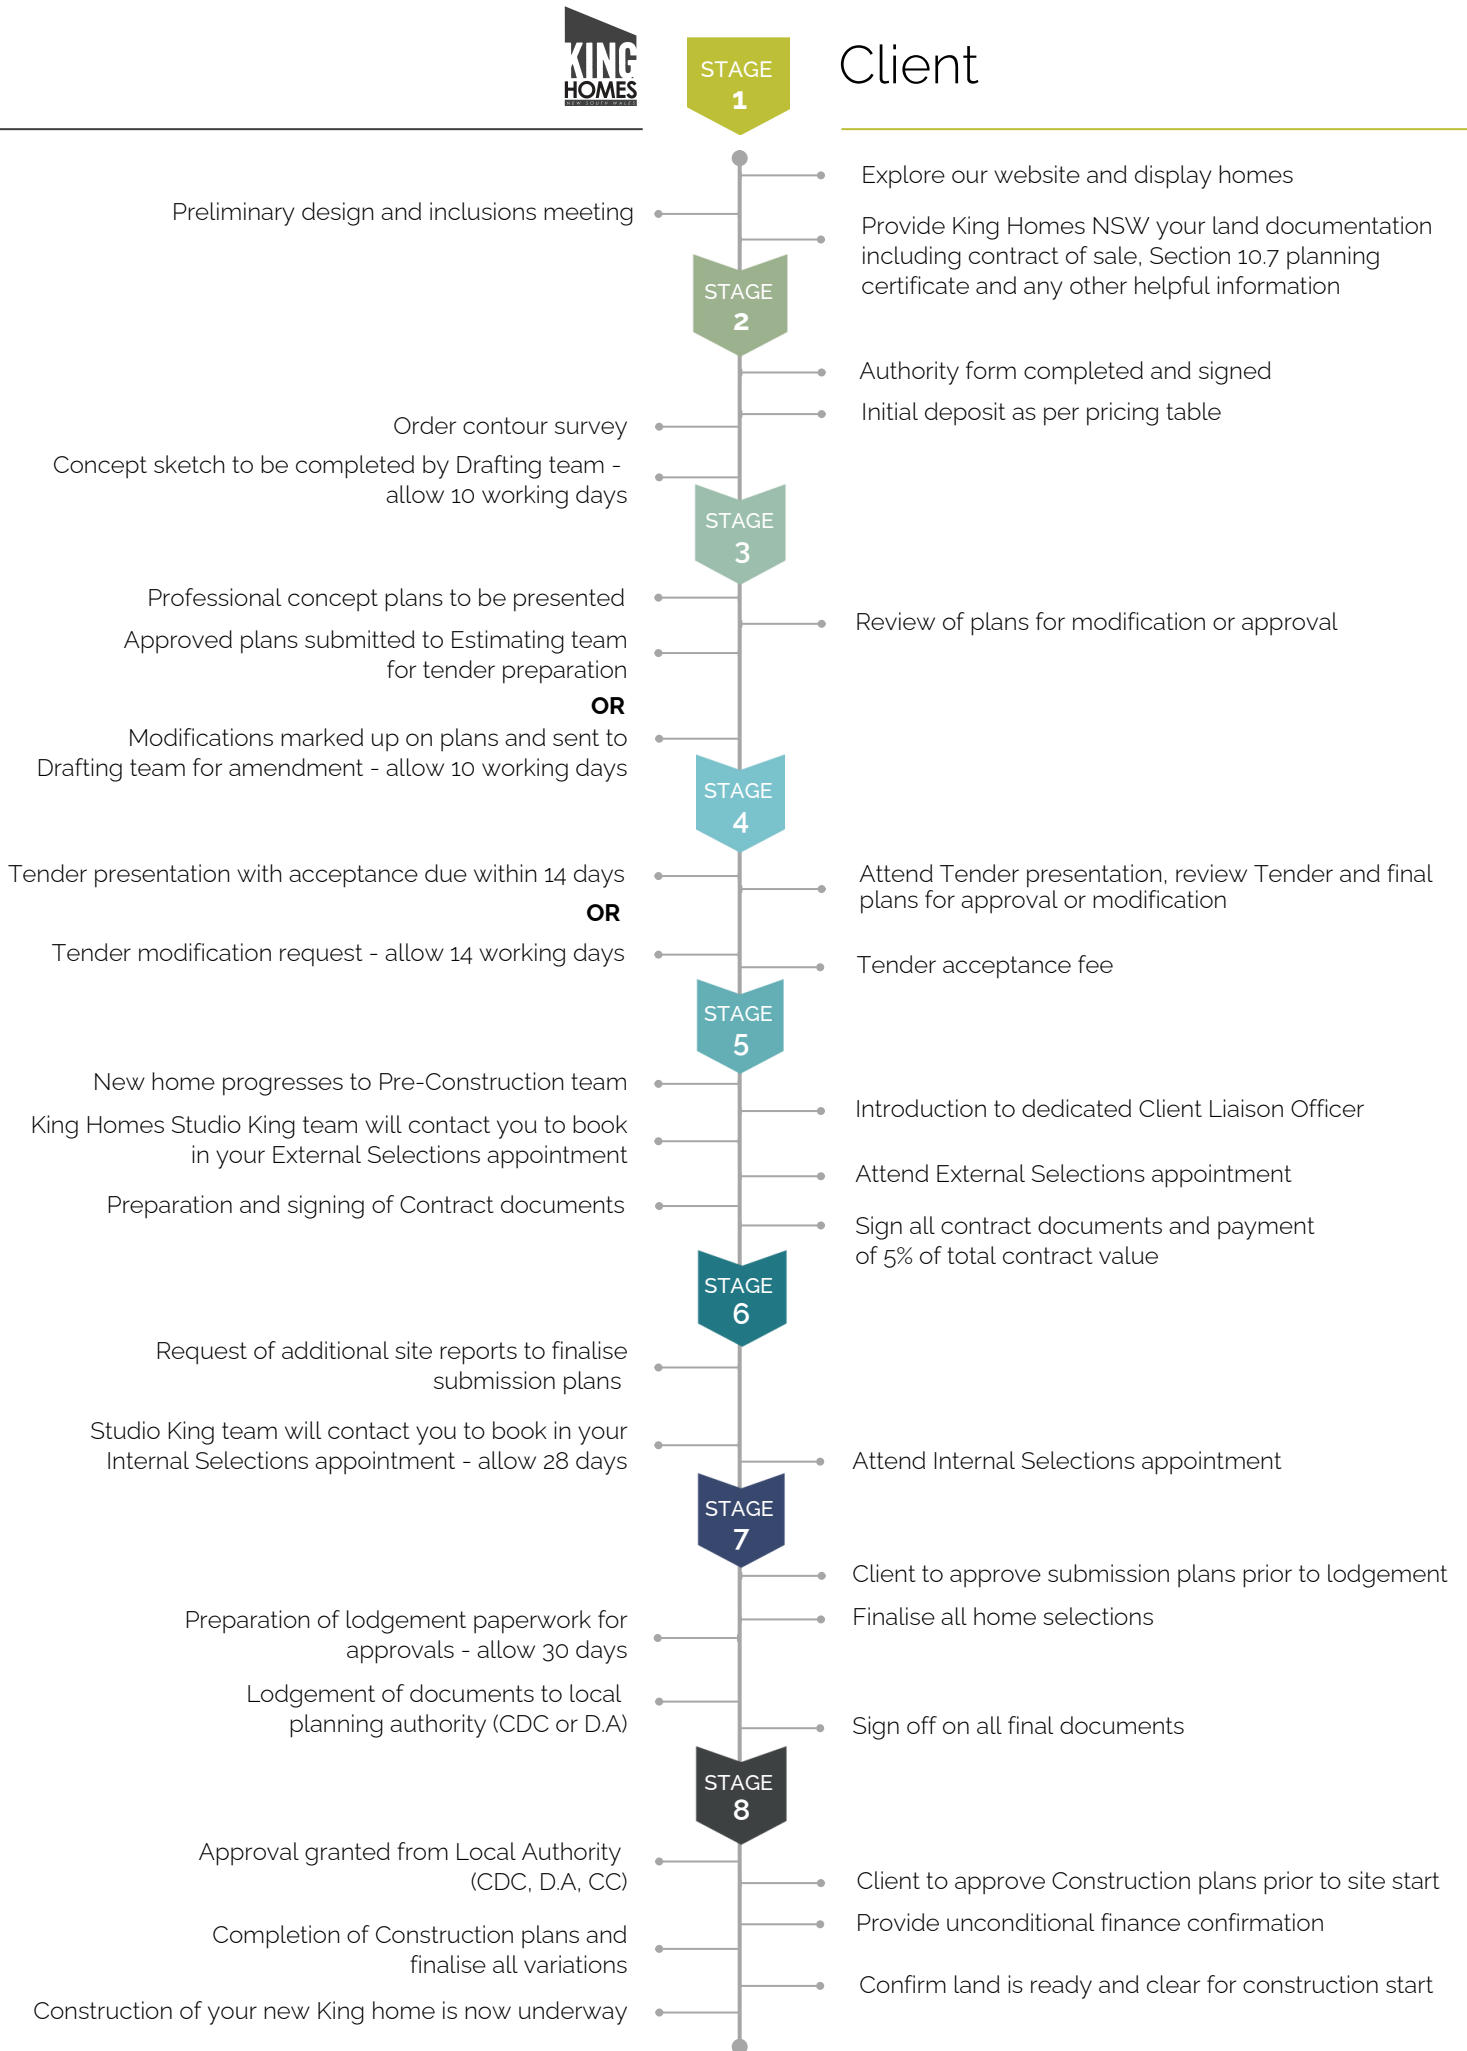 KING
HOMES
NEW SOUTH WALES
STAGE
1
Client
Explore our website and display homes
Preliminary design and inclusions meeting
Provide King Homes NSW your land documentation
including contract of sale, Section 10.7 planning
certificate and any other helpful information
STAGE
2
Authority form completed and signed
Initial deposit as per pricing table
Order contour survey
Concept sketch to be completed by Drafting team -
allow 10 working days
STAGE
3
Professional concept plans to be presented
Review of plans for modification or approval
Approved plans submitted to Estimating team
for tender preparation
OR
Modifications marked up on plans and sent to
Drafting team for amendment - allow 10 working days
STAGE
4
Tender presentation with acceptance due within 14 days
Attend Tender presentation, review Tender and final
plans for approval or modification
OR
Tender modification request - allow 14 working days
Tender acceptance fee
STAGE
5
New home progresses to Pre-Construction team
Introduction to dedicated Client Liaison Officer
King Homes Studio King team will contact you to book
in your External Selections appointment
Attend External Selections appointment
Preparation and signing of Contract documents
Sign all contract documents and payment
of 5% of total contract value
STAGE
6
Request of additional site reports to finalise
submission plans
Studio King team will contact you to book in your
Internal Selections appointment - allow 28 days
Attend Internal Selections appointment
STAGE
7
Client to approve submission plans prior to lodgement
Finalise all home selections
Preparation of lodgement paperwork for
approvals - allow 30 days
Lodgement of documents to local
planning authority (CDC or D.A)
Sign off on all final documents
STAGE
8
Approval granted from Local Authority
(CDC, D.A, CC)
Client to approve Construction plans prior to site start
Provide unconditional finance confirmation
Completion of Construction plans and
finalise all variations
Confirm land is ready and clear for construction start
Construction of your new King home is now underway